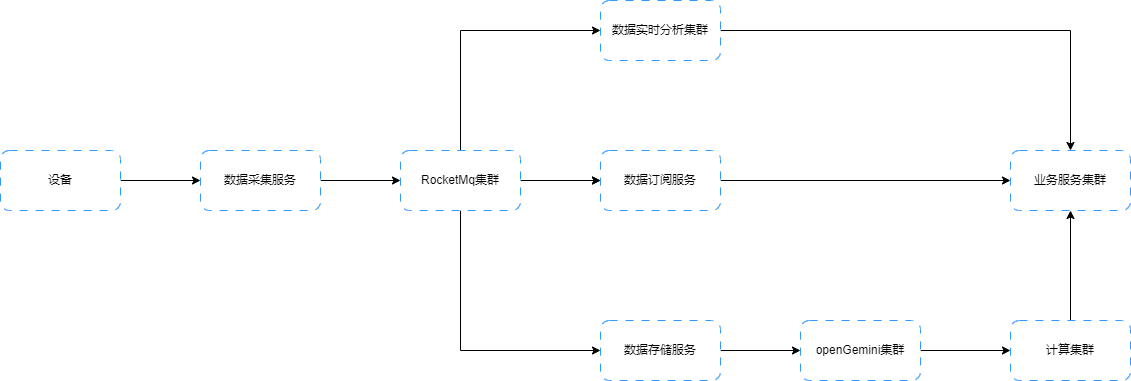 数据实时分析集群
设备
数据采集服务
RocketMq集群
数据订阅服务
业务服务集群
数据存储服务
openGemini集群
计算集群